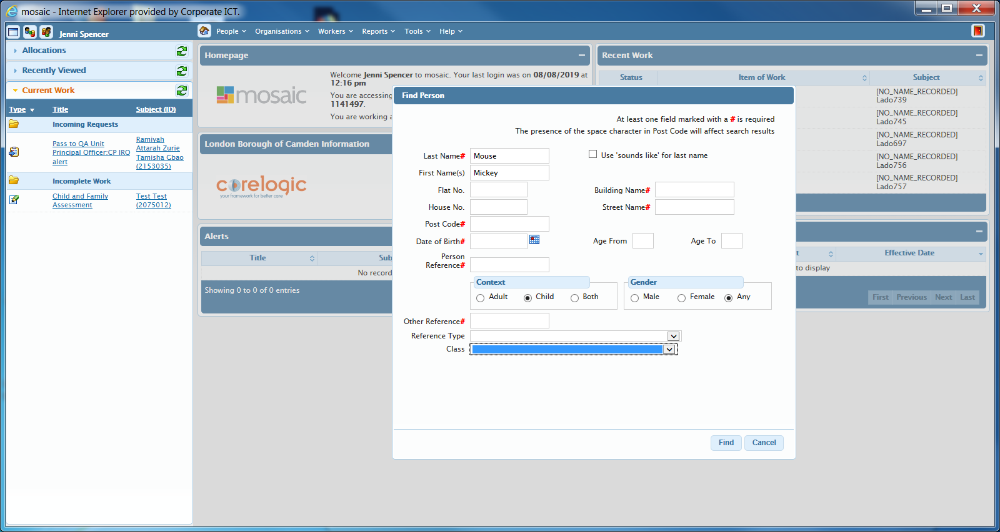 mosaic - Internet Explorer provided by Corporate ICT.
Jenni Spencer
People
Organisations
Workers
Reports
Tools
Help
Allocations
Recently Viewed
Current Work
Type
Title
Subject (ID)
Incoming Requests
Pass to QA Unit
Principal Officer:CP IRO
alert
Ramiyah
Attarah Zurie
Tamisha Gbao
(2153035)
Incomplete Work
Child and Family
Assessment
Test Test
(2075012)
Homepage
mosaic
Welcome Jenni Spencer to mosaic. Your last login was on 08/08/2019 at
12:16 pm
You are accessing
1141497.
You are working
London Borough of Camden Information
corelogic
your framework for better care
Alerts
Title
Sub
No record
Showing 0 to 0 of 0 entries
Recent Work
Status
Item of Work
Subject
[NO_NAME_RECORDED]
Lado739
[NO_NAME_RECORDED]
Lado745
[NO_NAME_RECORDED]
Lado697
[NO_NAME_RECORDED]
Lado756
[NO_NAME_RECORDED]
Lado757
t
Effective Date
to display
First
Previous
Next
Last
Find Person
At least one field marked with a # is required
The presence of the space character in Post Code will affect search results
Last Name#
Mouse
Use 'sounds like' for last name
First Name(s)
Mickey
Flat No.
Building Name#
House No.
Street Name#
Post Code#
Date of Birth#
Age From
Age To
Person
Reference#
Context
Adult
Child
Both
Gender
Male
Female
Any
Other Reference#
Reference Type
Class
Find
Cancel